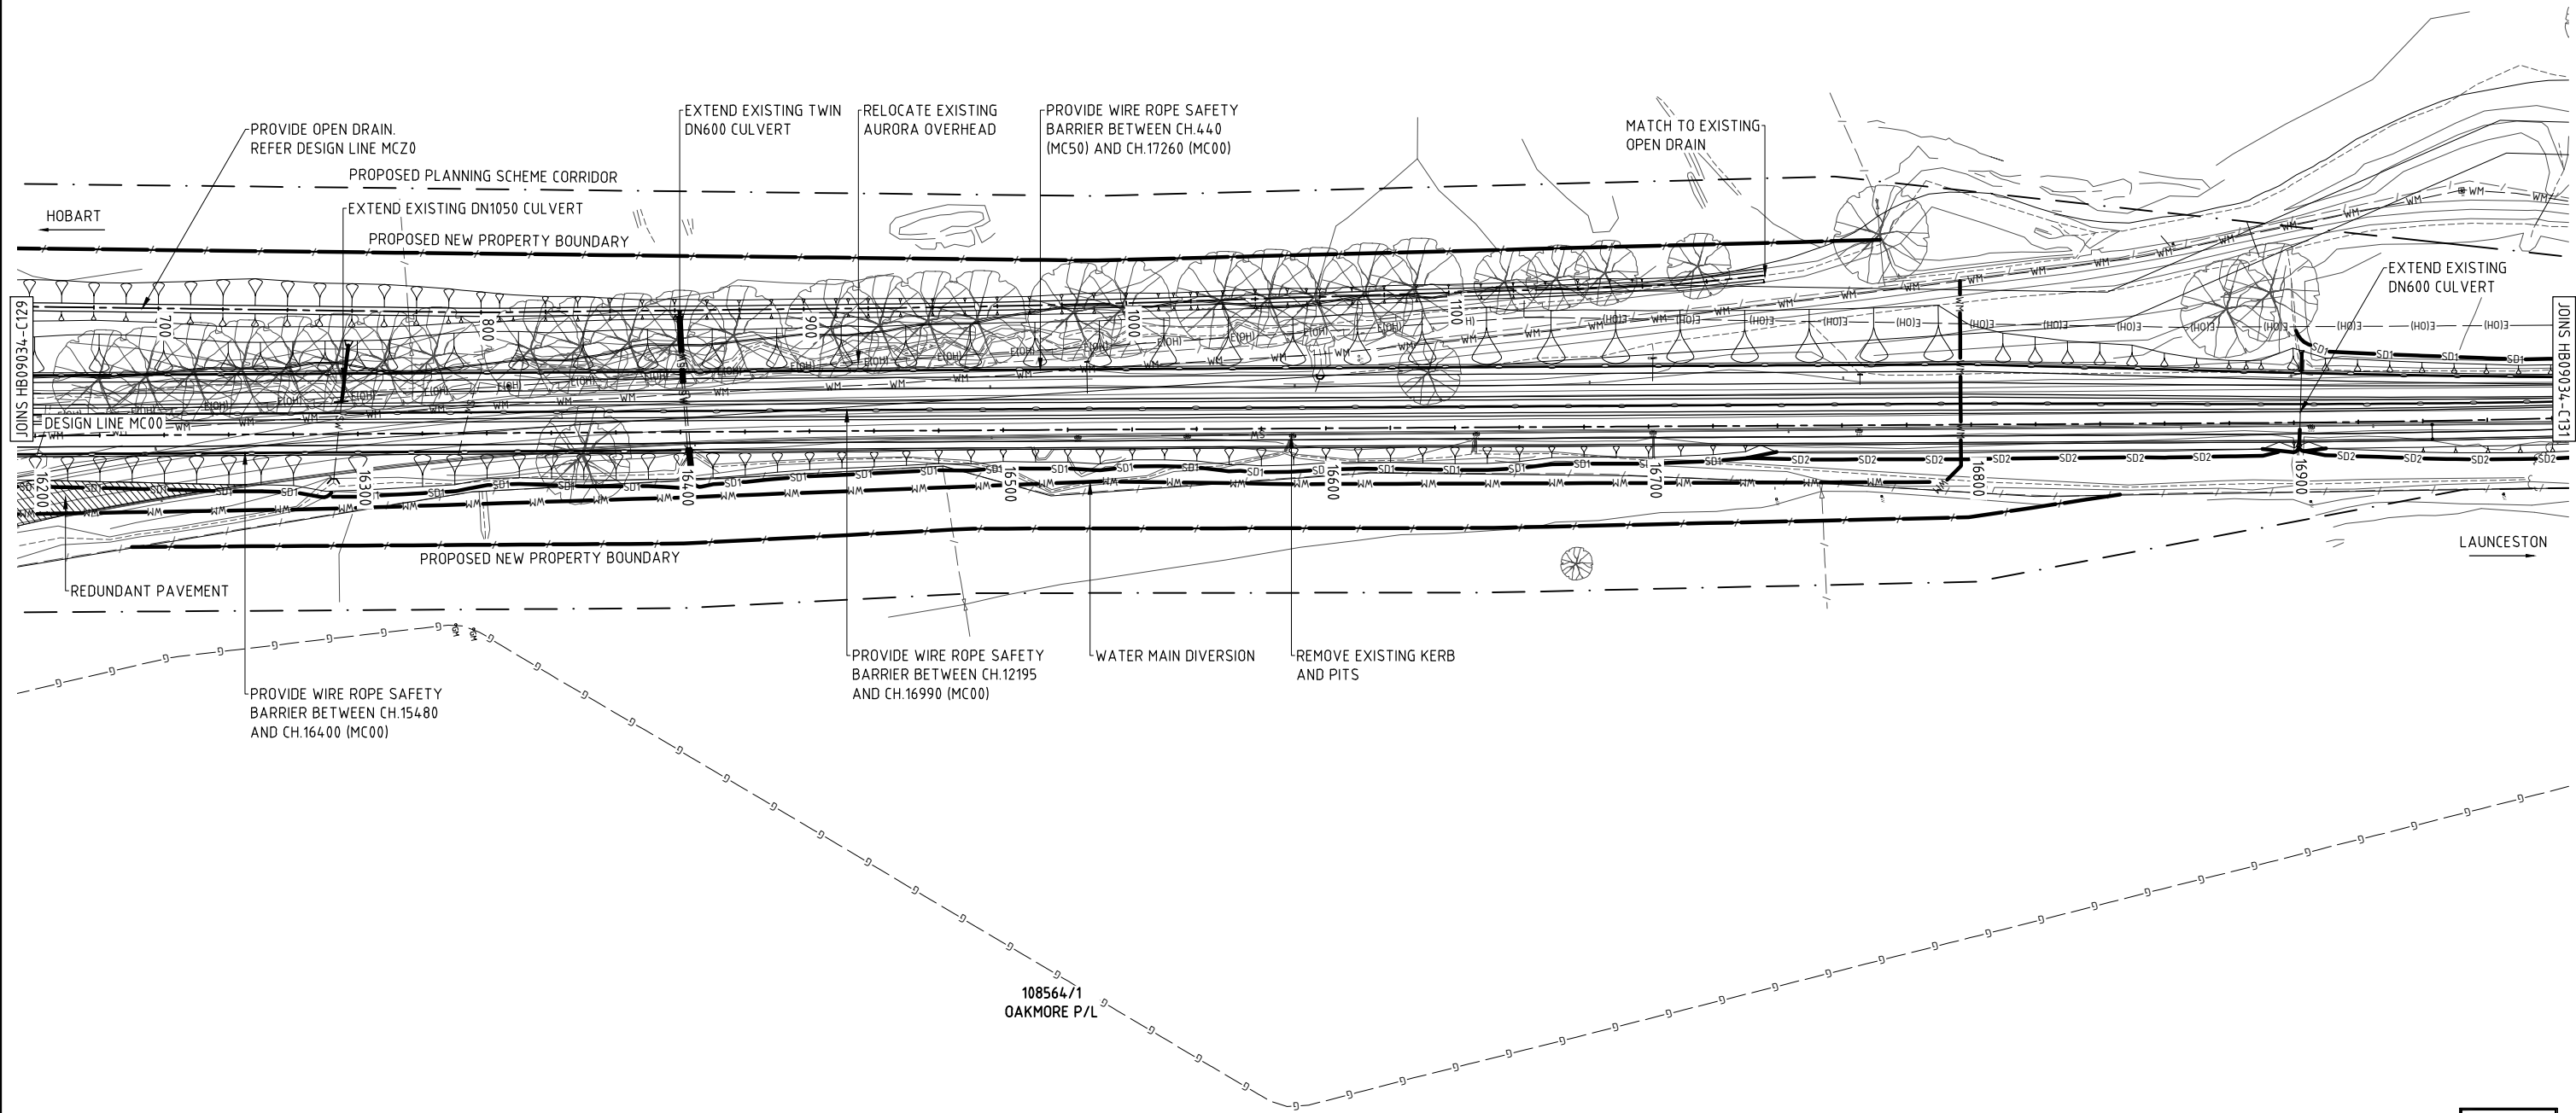 EXTEND EXISTING TWIN
DN600 CULVERT
RELOCATE EXISTING
AURORA OVERHEAD
PROVIDE WIRE ROPE SAFETY
BARRIER BETWEEN CH.440
(MC50) AND CH.17260 (MC00)
PROVIDE OPEN DRAIN.
REFER DESIGN LINE MCZ0
MATCH TO EXISTING
OPEN DRAIN
PROPOSED PLANNING SCHEME CORRIDOR
HOBART
EXTEND EXISTING DN1050 CULVERT
PROPOSED NEW PROPERTY BOUNDARY
EXTEND EXISTING
DN600 CULVERT
JOINS HB09034-C129
JOINS HB09034-C131
700
800
900
1000
1100
DESIGN LINE MC00
16200
16300
16400
16500
16600
16700
16800
16900
PROPOSED NEW PROPERTY BOUNDARY
LAUNCESTON
REDUNDANT PAVEMENT
PROVIDE WIRE ROPE SAFETY
BARRIER BETWEEN CH.12195
AND CH.16990 (MC00)
WATER MAIN DIVERSION
REMOVE EXISTING KERB
AND PITS
PROVIDE WIRE ROPE SAFETY
BARRIER BETWEEN CH.15480
AND CH.16400 (MC00)
108564/1
OAKMORE P/L